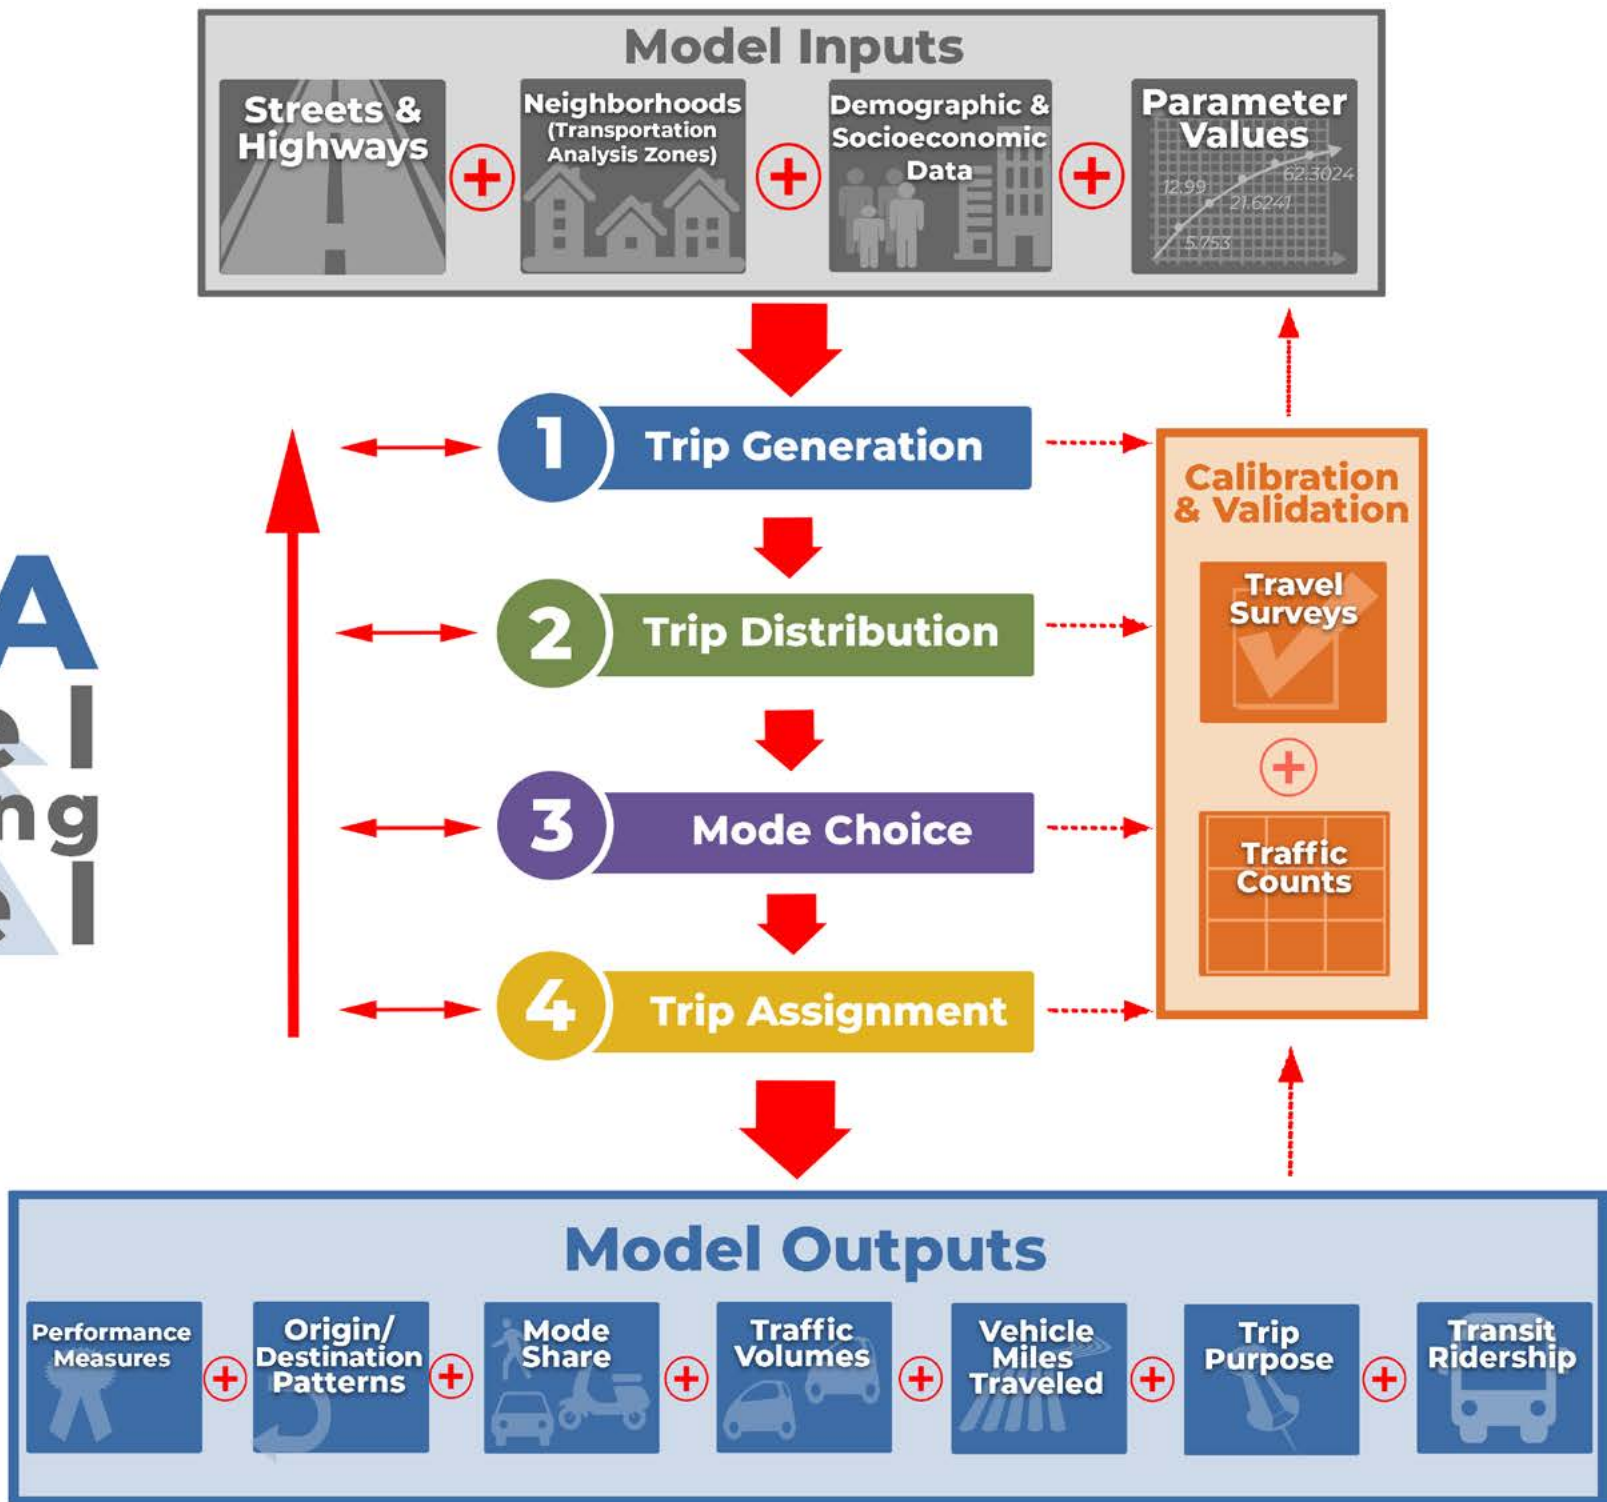 Model Inputs
Streets &
Highways
Neighborhoods
(Transportation
Analysis Zones)
Demographic &
Socioeconomic
Data
Parameter
Values
12.99
62.3024
21.6241
5.753
1
Trip Generation
2
Trip Distribution
3
Mode Choice
4
Trip Assignment
Calibration
& Validation
Travel
Surveys
Traffic
Counts
Model Outputs
Performance
Measures
Origin/
Destination
Patterns
Mode
Share
Traffic
Volumes
Vehicle
Miles
Traveled
Trip
Purpose
Transit
Ridership